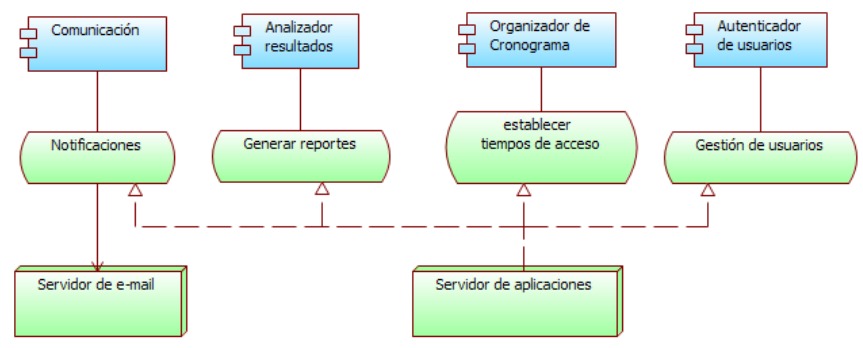 Comunicación
Analizador
resultados
Organizador de
Cronograma
Autenticador
de usuarios
Notificaciones
Generar reportes
establecer
tiempos de acceso
Gestión de usuarios
Servidor de e-mail
Servidor de aplicaciones